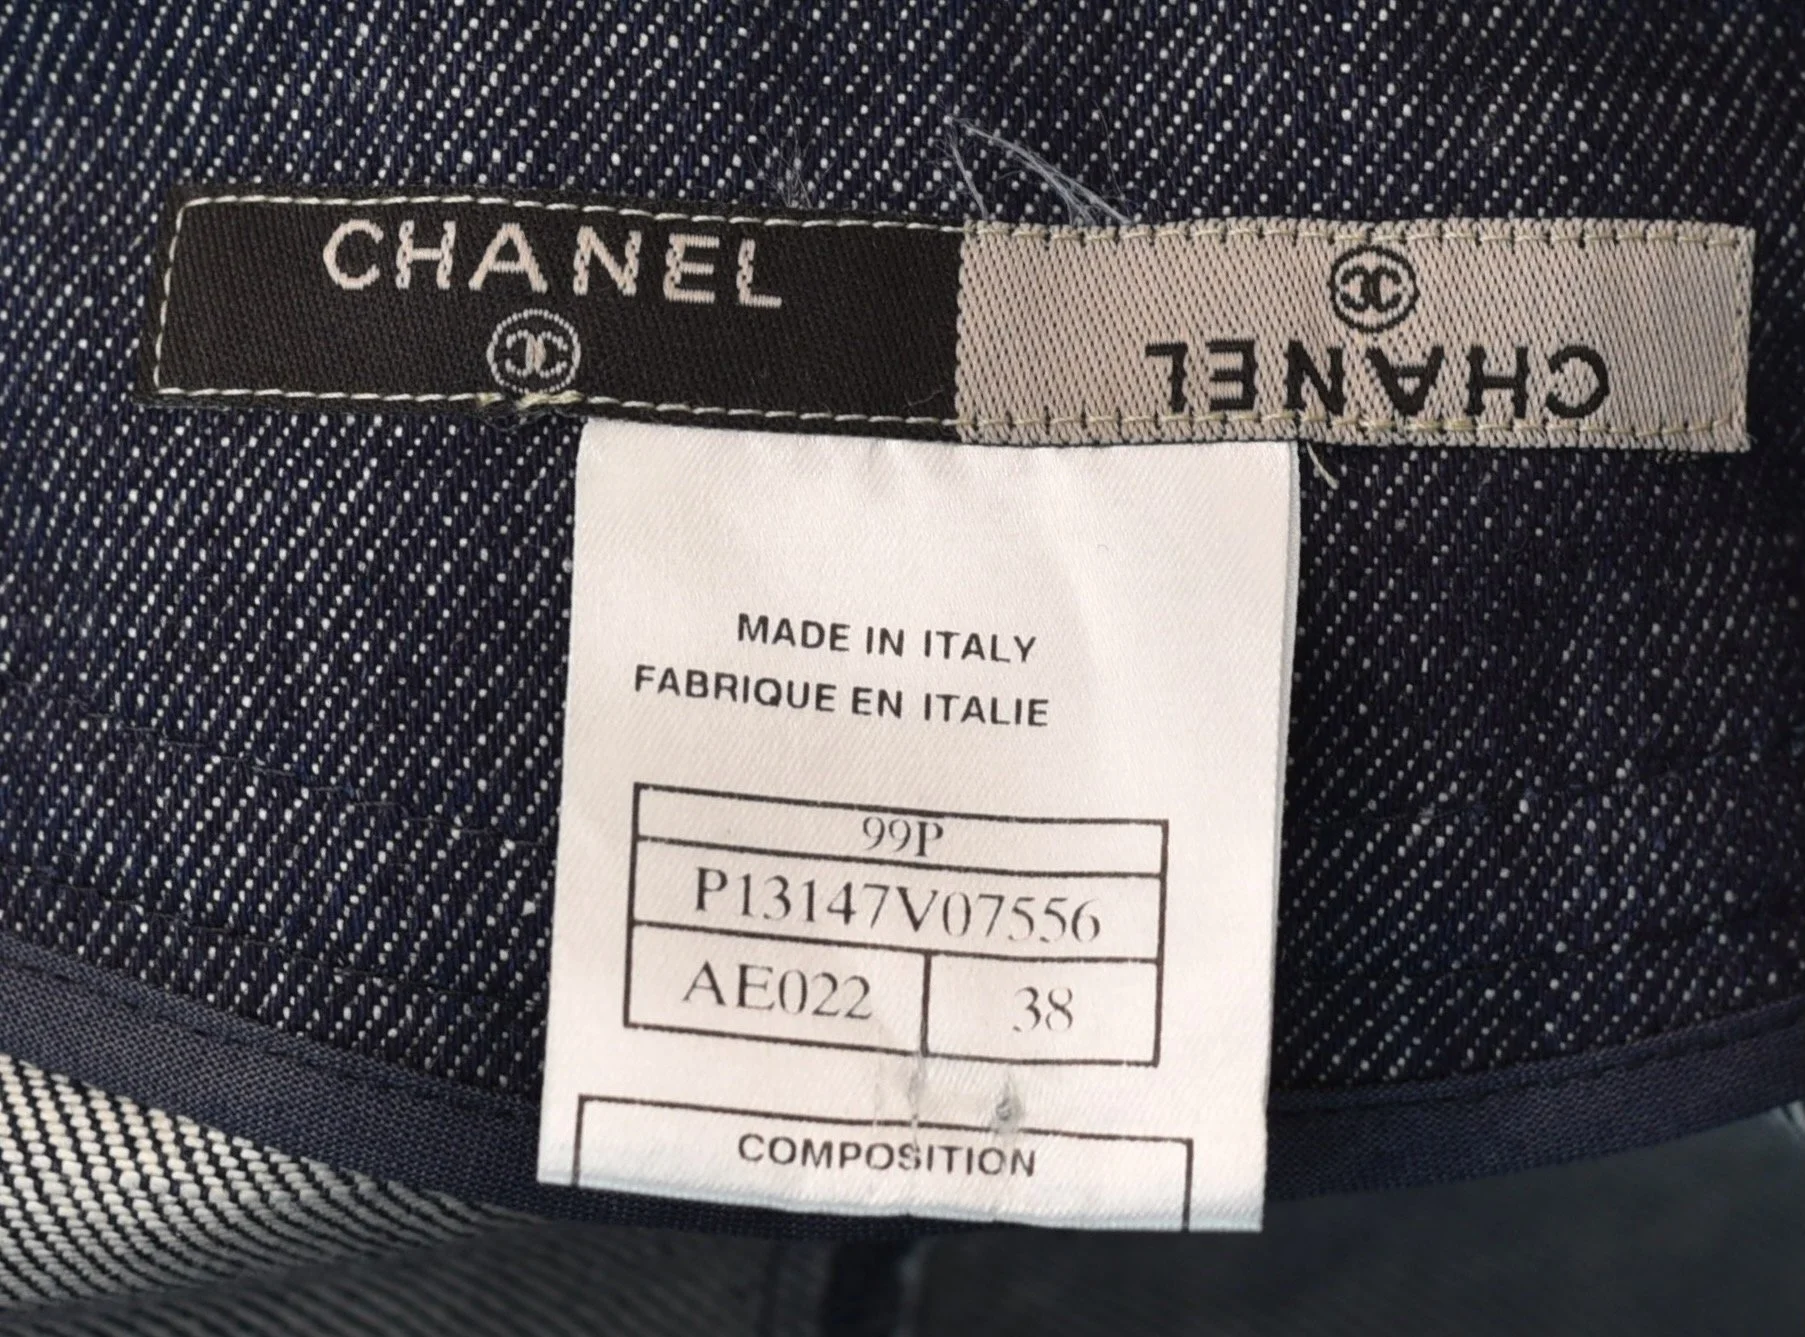 CHANEL
CHANEL
MADE IN ITALY
FABRIQUE EN ITALIE
99P
P13147V07556
AE022 38
COMPOSITION